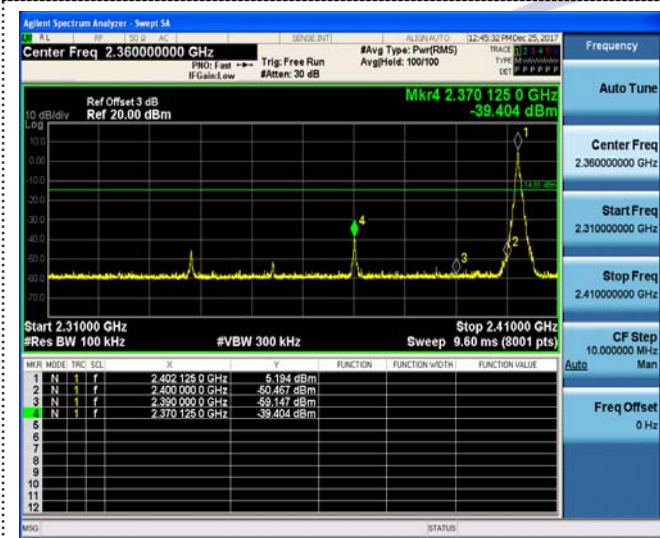 Agilent Spectrum Analyzer - Swept SA
RL RF 50 Ω AC SENSE:INT ALIGN AUTO 12:45:32 PM Dec 25, 2017
Center Freq 2.360000000 GHz #Avg Type: Pwr(RMS) TRACE 1 2 3 4 5 6
PNO: Fast Trig: Free Run Avg|Hold: 100/100 TYPE M
IFGain:Low #Atten: 30 dB DET P P P P P P
Mkr4 2.370 125 0 GHz
-39.404 dBm
Ref Offset 3 dB
10 dB/div Ref 20.00 dBm
Log
10.0
0.00
-10.0
-20.0
-30.0
-40.0
-50.0
-60.0
-70.0
1
2
3
4
Start 2.31000 GHz Stop 2.41000 GHz
#Res BW 100 kHz #VBW 300 kHz Sweep 9.60 ms (8001 pts)
MKR MODE TRC SCL X Y FUNCTION FUNCTION WIDTH FUNCTION VALUE
1 N 1 f 2.402 125 0 GHz 5.194 dBm
2 N 1 f 2.400 000 0 GHz -50.467 dBm
3 N 1 f 2.390 000 0 GHz -59.147 dBm
4 N 1 f 2.370 125 0 GHz -39.404 dBm
5
6
7
8
9
10
11
12
MSG STATUS
Frequency
Auto Tune
Center Freq
2.360000000 GHz
Start Freq
2.310000000 GHz
Stop Freq
2.410000000 GHz
CF Step
10.000000 MHz
Auto Man
Freq Offset
0 Hz